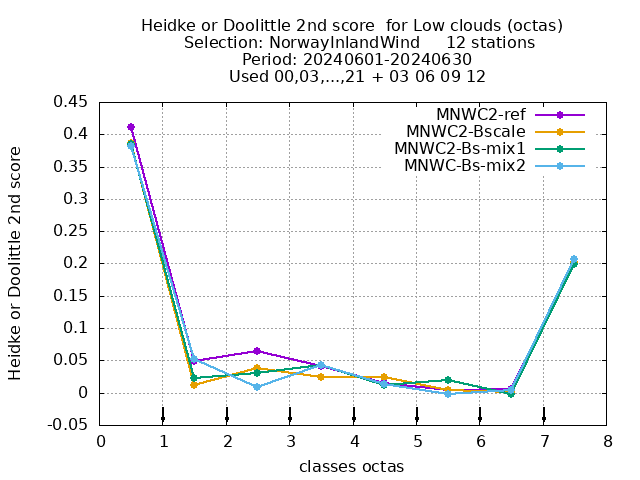 Heidke or Doolittle 2nd score  for Low clouds (octas)
Selection: NorwayInlandWind     12 stations
Period: 20240601-20240630
Used 00,03,...,21 + 03 06 09 12
MNWC2-ref
MNWC2-Bscale
MNWC2-Bs-mix1
MNWC-Bs-mix2
Heidke or Doolittle 2nd score
0.45
0.4
0.35
0.3
0.25
0.2
0.15
0.1
0.05
0
-0.05
0 1 2 3 4 5 6 7 8
classes octas